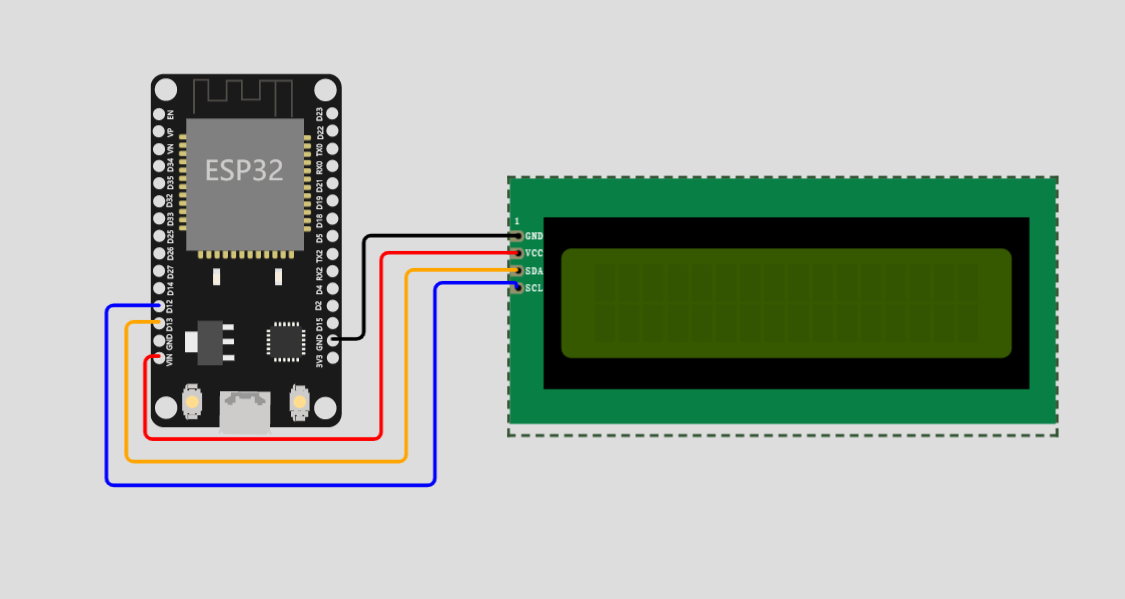 EN
VP
VN
D34
D35
D32
D33
D25
D26
D27
D14
D12
D13
GND
VIN
ESP32
D23
D22
TX0
RX0
D21
D19
D18
D5
TX2
RX2
D4
D2
D15
GND
3V3
1
GND
VCC
SDA
SCL